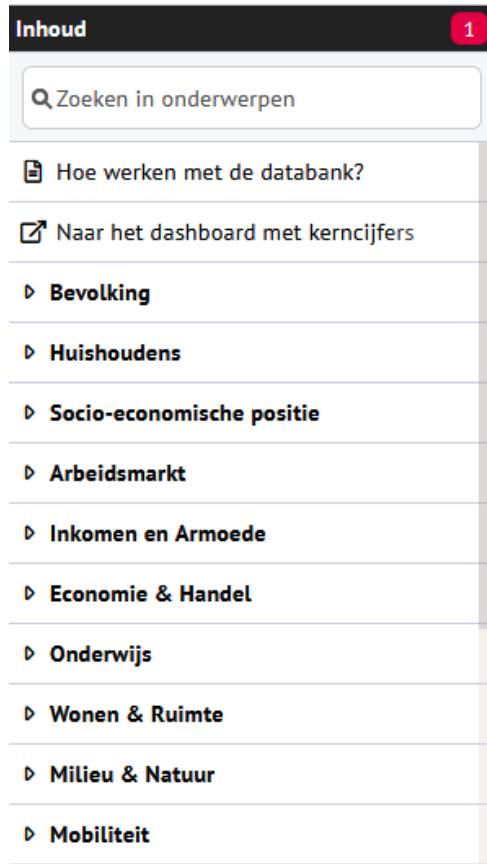 Inhoud 1
Zoeken in onderwerpen
Hoe werken met de databank?
Naar het dashboard met kerncijfers
Bevolking
Huishoudens
Socio-economische positie
Arbeidsmarkt
Inkomen en Armoede
Economie & Handel
Onderwijs
Wonen & Ruimte
Milieu & Natuur
Mobiliteit